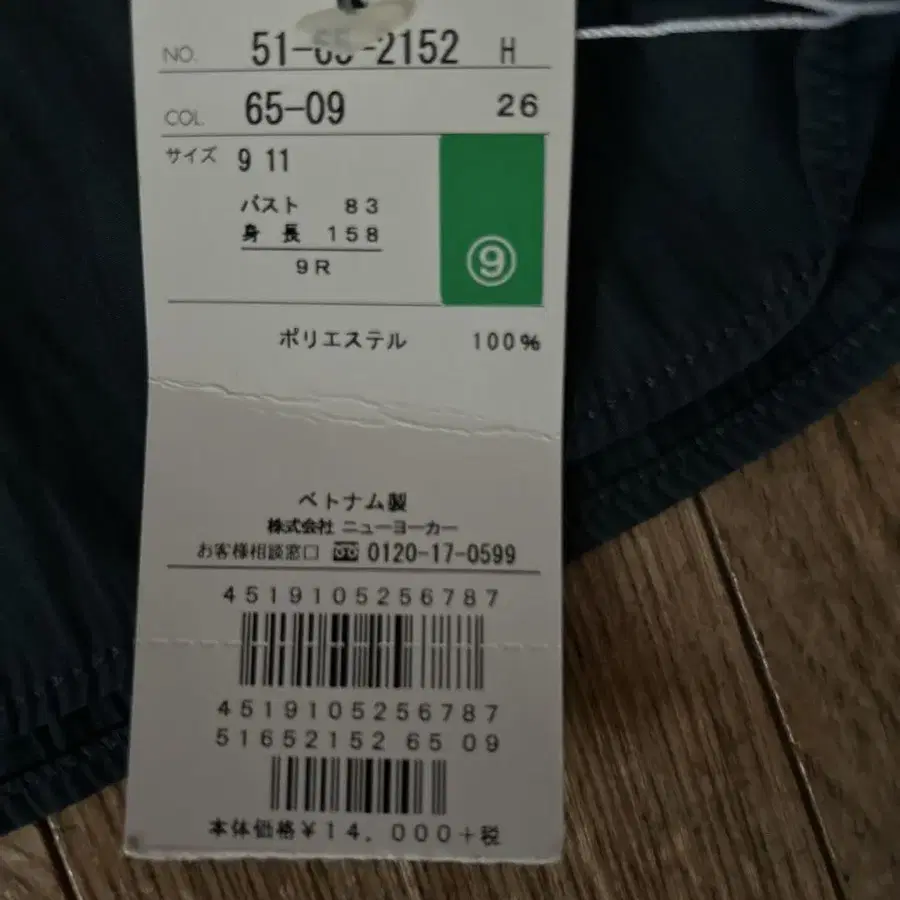 NO. 51-65-2152 H
COL. 65-09 26
サイズ 9 11
バスト 83
身長 158
9R
9
ポリエステル 100%
ベトナム製
株式会社 ニューヨーカー
お客様相談窓口 0120-17-0599
4519105256787
4519105256787
51652152 65 09
本体価格¥14,000+税